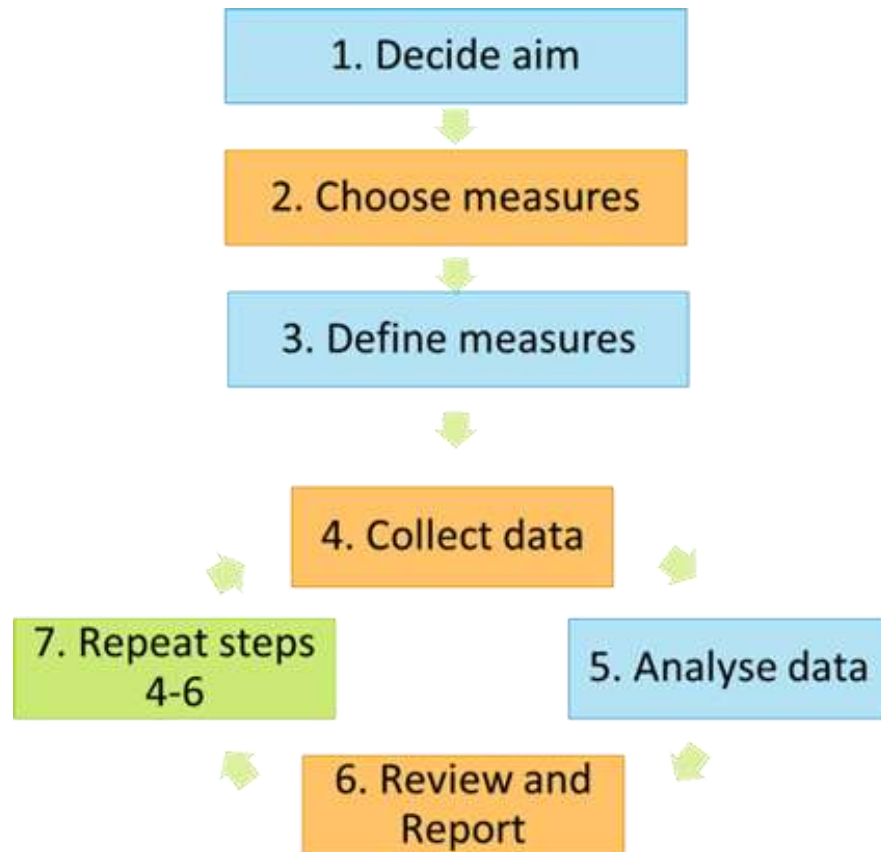 1. Decide aim
2. Choose measures
3. Define measures
4. Collect data
5. Analyse data
6. Review and
Report
7. Repeat steps
4-6